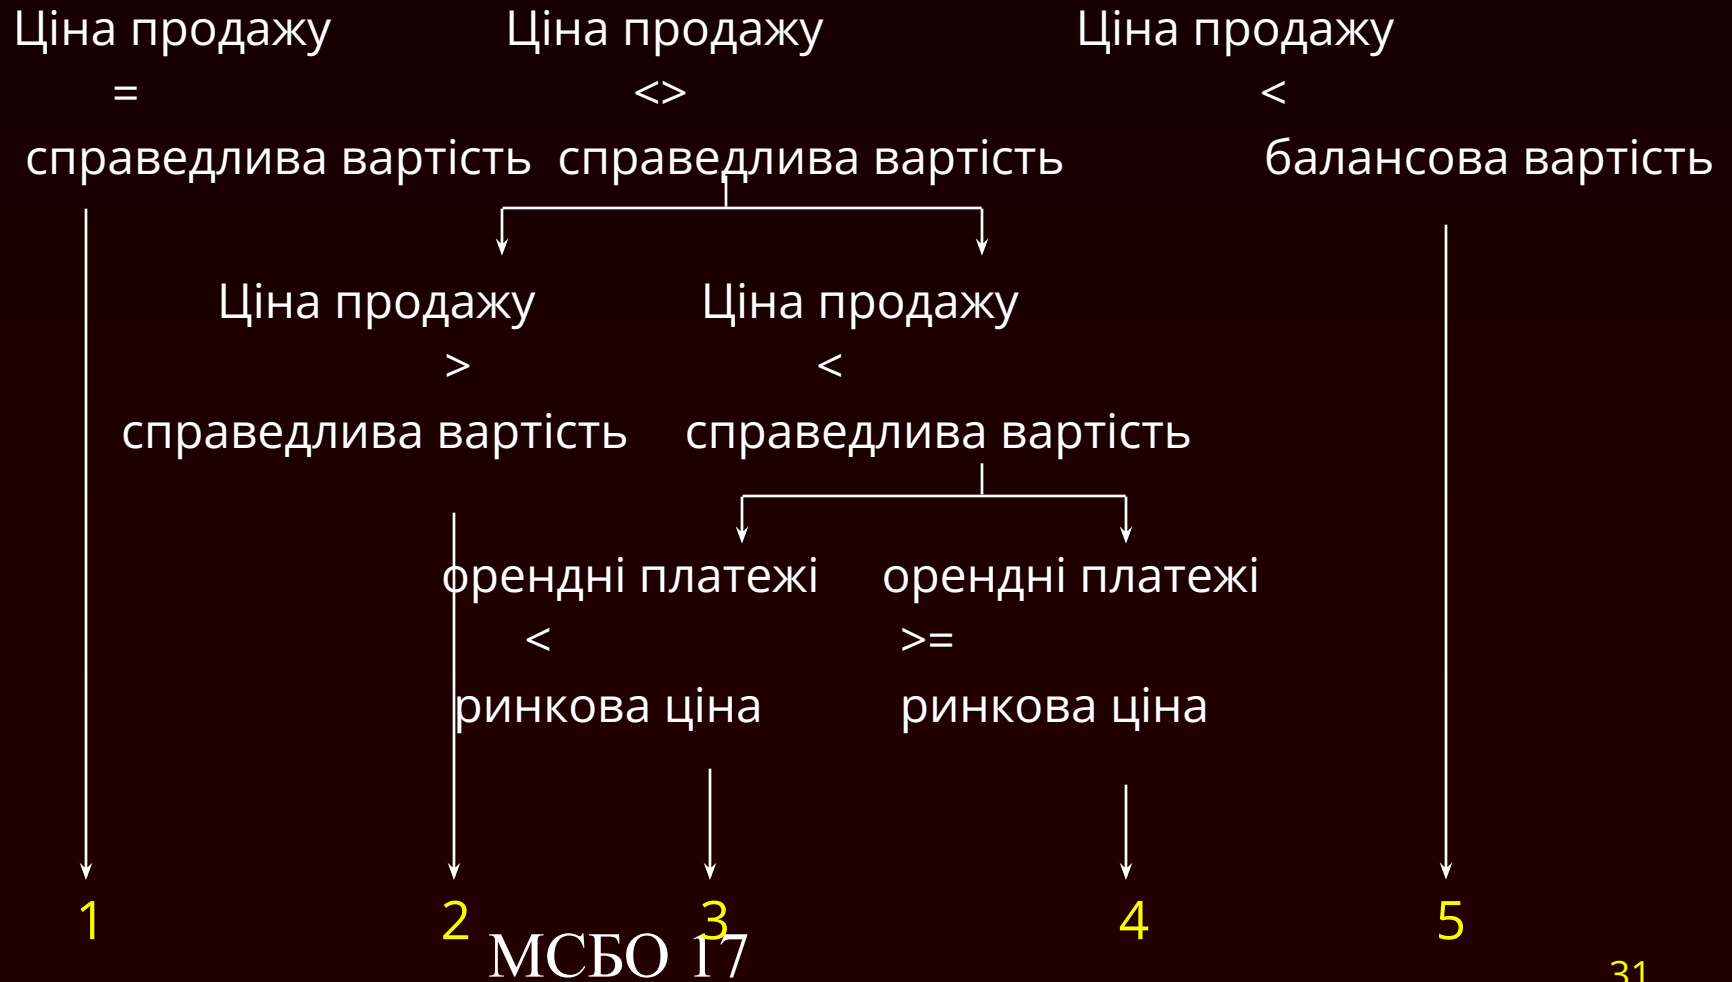 Ціна продажу Ціна продажу Ціна продажу
= <> <
справедлива вартість справедлива вартість балансова вартість
Ціна продажу Ціна продажу
> <
справедлива вартість справедлива вартість
орендні платежі орендні платежі
< >=
ринкова ціна ринкова ціна
1 2 3 4 5
МСБО 17
31